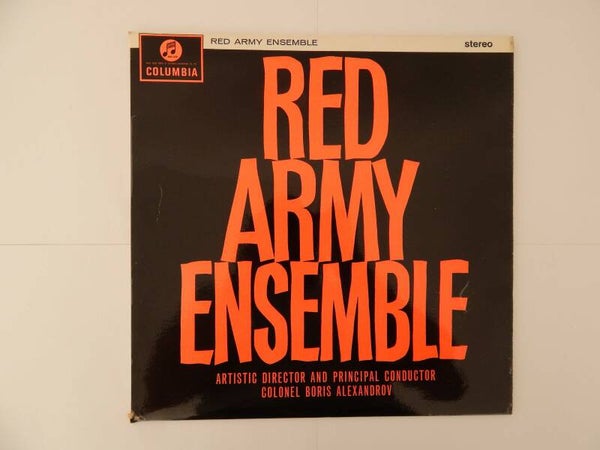 RED ARMY ENSEMBLE
stereo
COLUMBIA
RED
ARMY
ENSEMBLE
ARTISTIC DIRECTOR AND PRINCIPAL CONDUCTOR
COLONEL BORIS ALEXANDROV